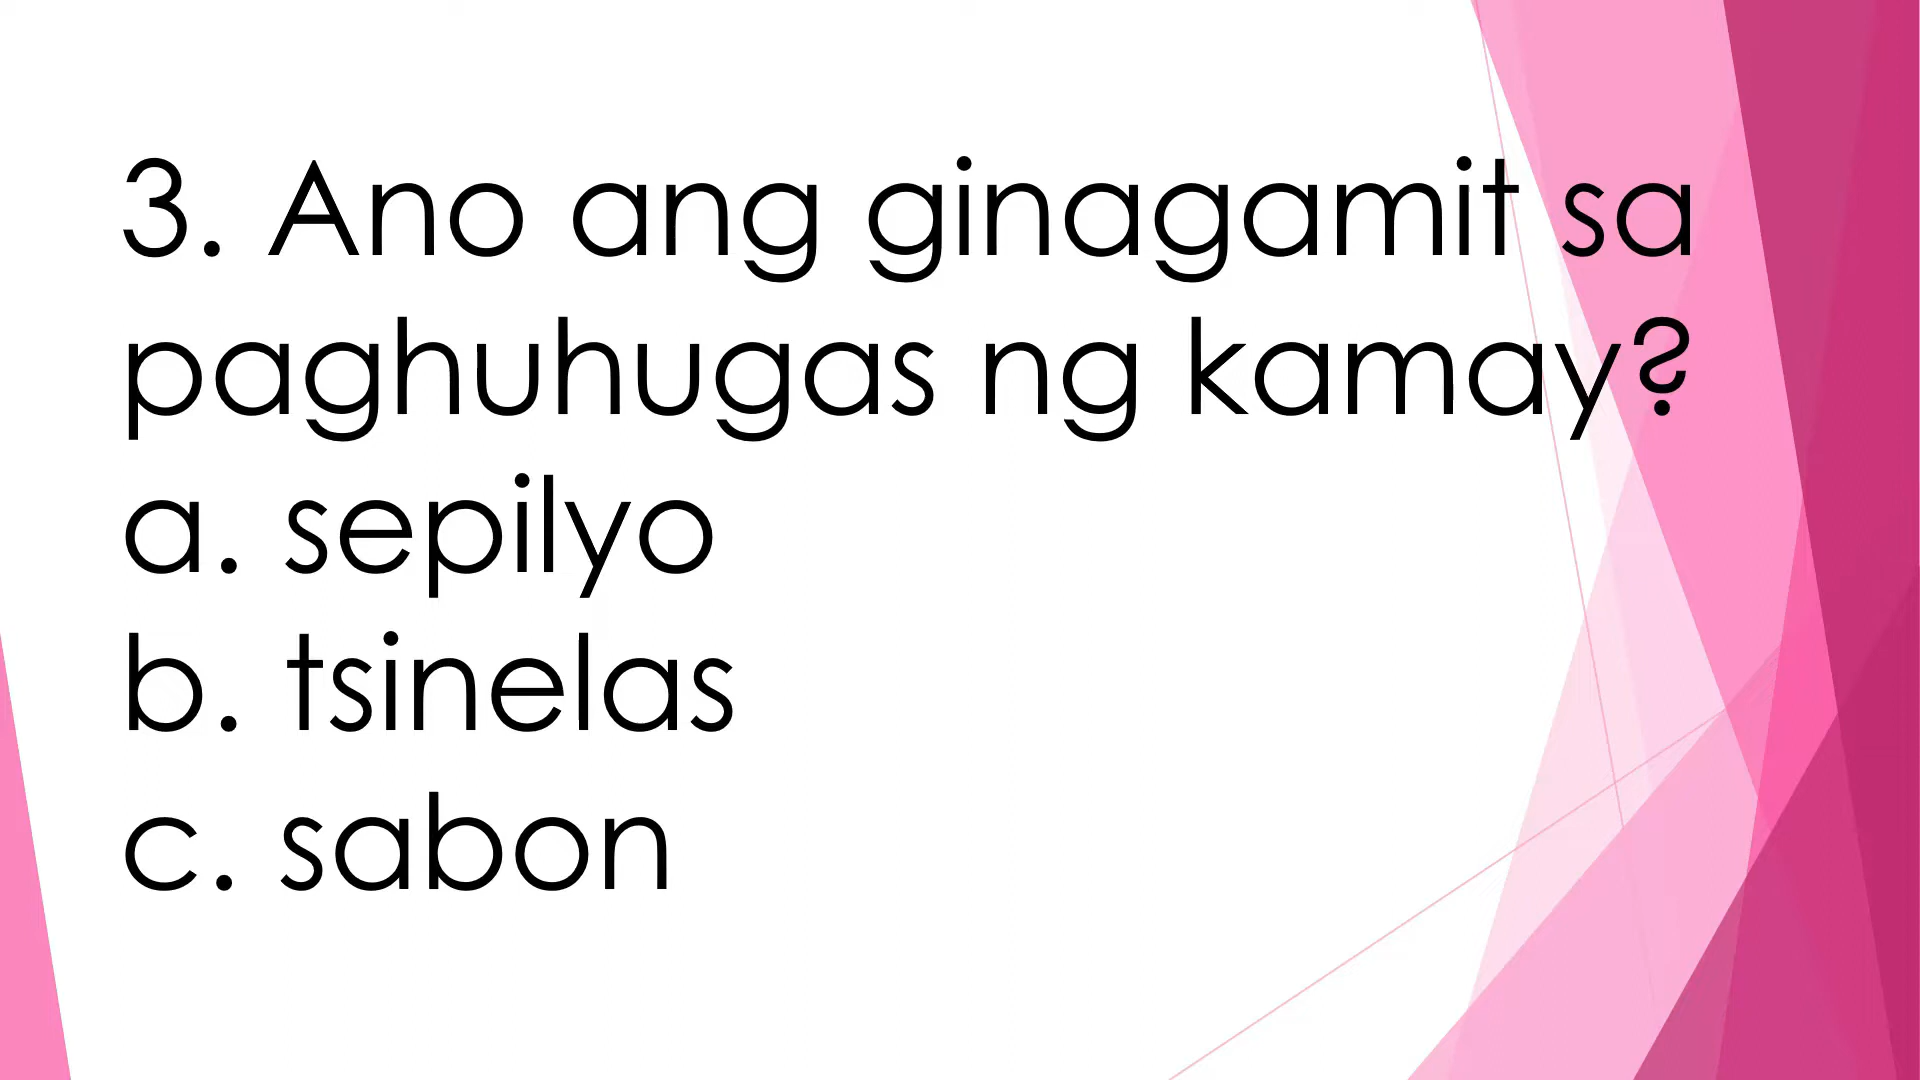 3. Ano ang ginagamit sa
paghuhugas ng kamay?
a. sepilyo
b. tsinelas
c. sabon